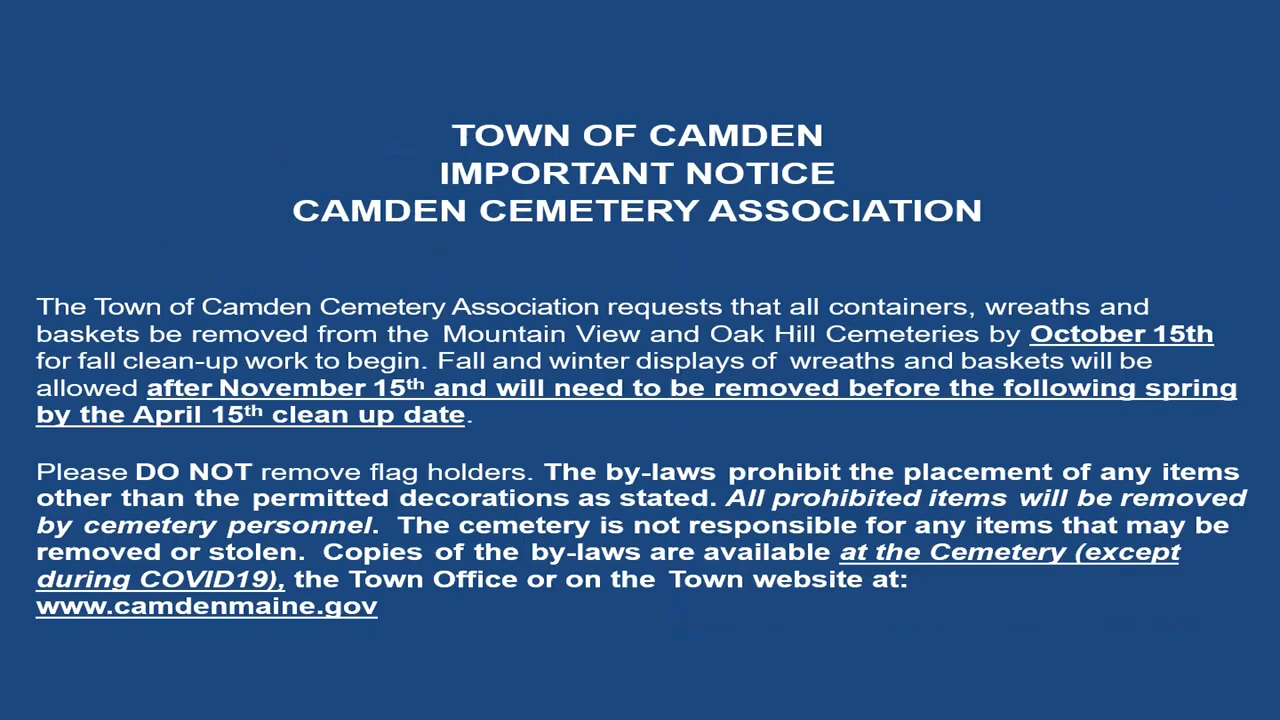 TOWN OF CAMDEN
IMPORTANT NOTICE
CAMDEN CEMETERY ASSOCIATION
The Town of Camden Cemetery Association requests that all containers, wreaths and
baskets be removed from the Mountain View and Oak Hill Cemeteries by October 15th
for fall clean-up work to begin. Fall and winter displays of wreaths and baskets will be
allowed after November 15th and will need to be removed before the following spring
by the April 15th clean up date.
Please DO NOT remove flag holders. The by-laws prohibit the placement of any items
other than the permitted decorations as stated. All prohibited items will be removed
by cemetery personnel. The cemetery is not responsible for any items that may be
removed or stolen. Copies of the by-laws are available at the Cemetery (except
during COVID19), the Town Office or on the Town website at:
www.camdenmaine.gov